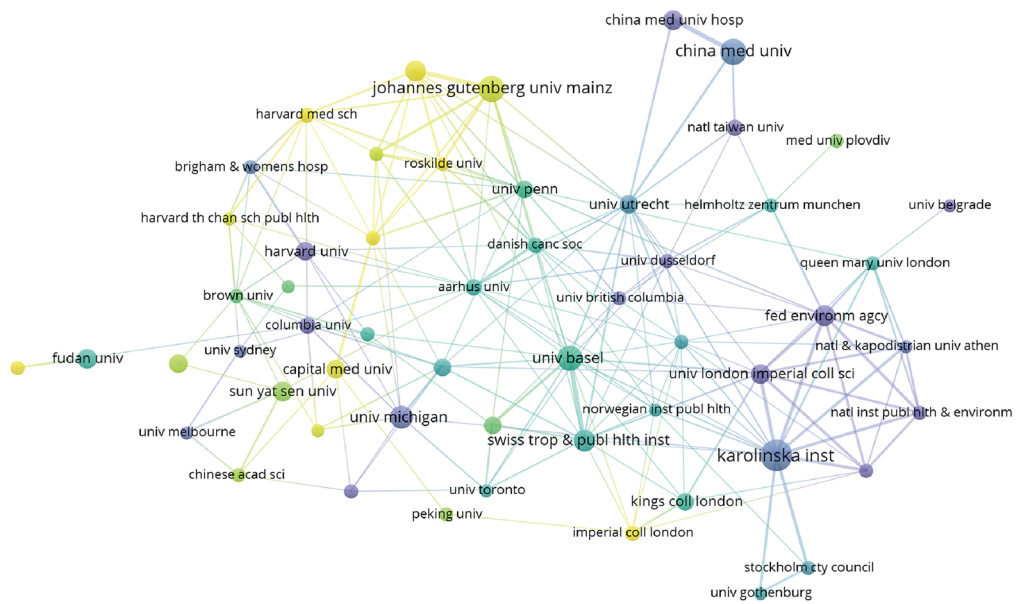 china med univ hosp
china med univ
johannes gutenberg univ mainz
harvard med sch
natl taiwan univ
med univ plovdiv
brigham & womens hosp
roskilde univ
univ penn
univ utrecht
helmholtz zentrum munchen
univ belgrade
harvard th chan sch publ hlth
harvard univ
danish canc soc
univ dusseldorf
queen mary univ london
brown univ
aarhus univ
univ british columbia
fed environm agcy
columbia univ
natl & kapodistrian univ athen
univ sydney
fudan univ
univ basel
capital med univ
univ london imperial coll sci
sun yat sen univ
univ michigan
norwegian inst publ hlth
natl inst publ hlth & environm
univ melbourne
swiss trop & publ hlth inst
karolinska inst
chinese acad sci
univ toronto
kings coll london
peking univ
imperial coll london
stockholm cty council
univ gothenburg